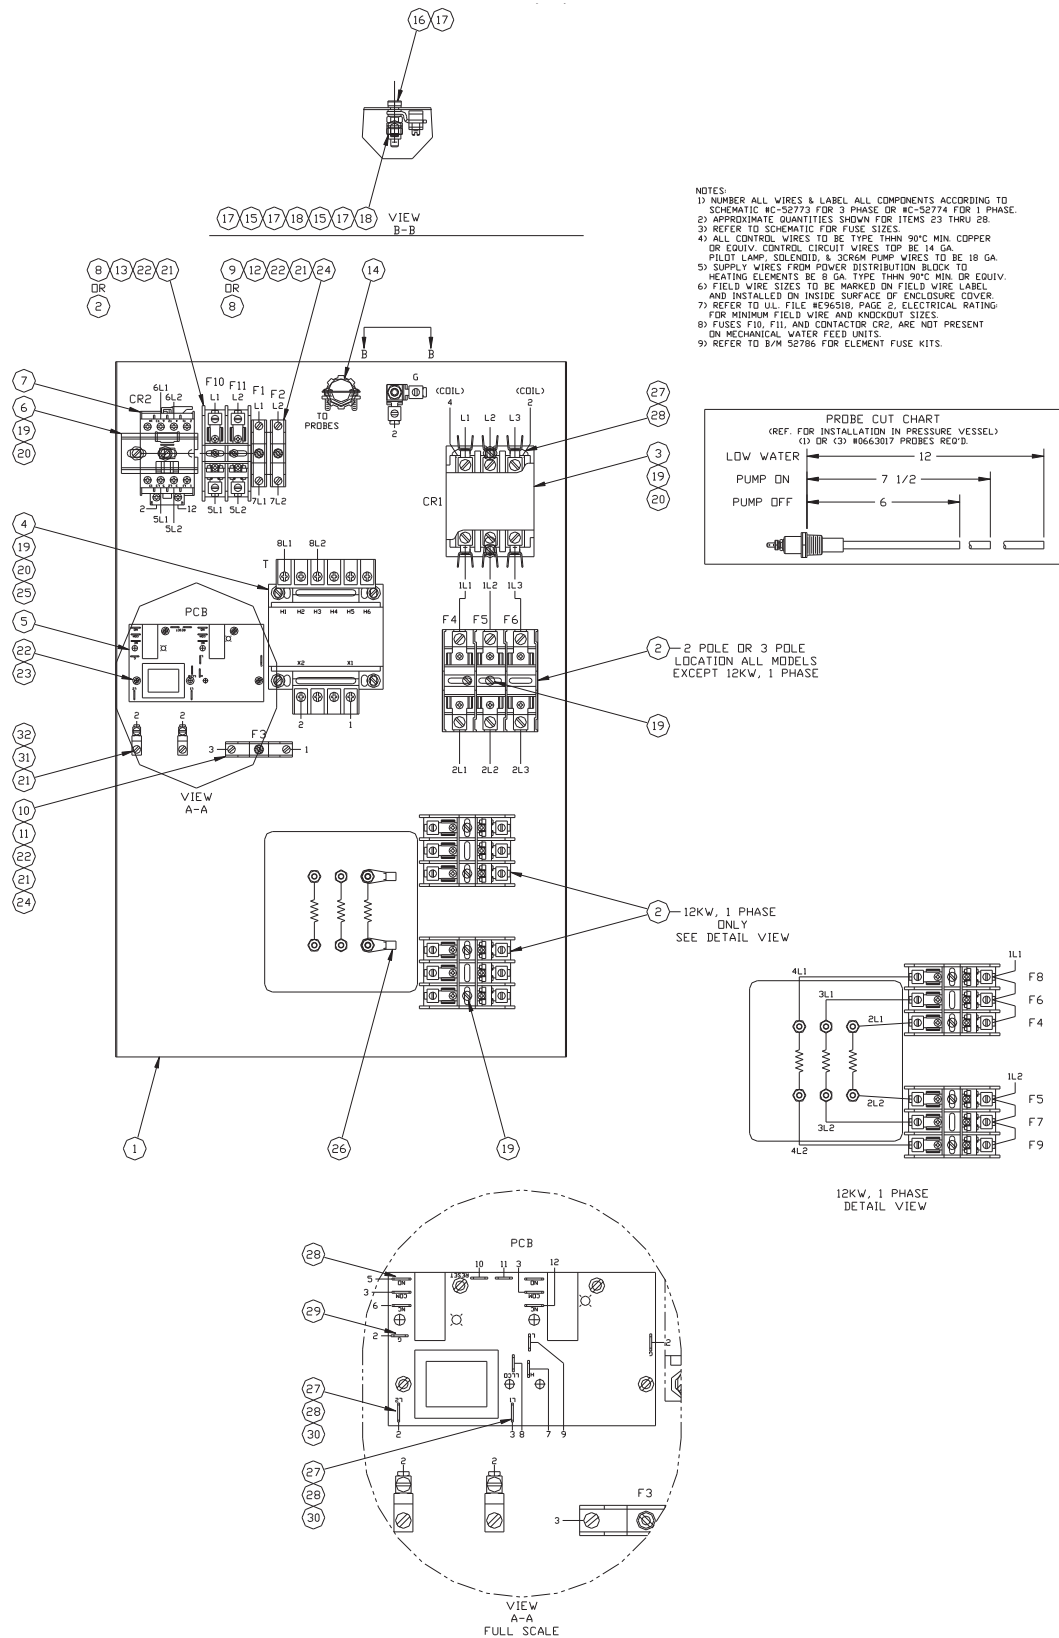 16 17
17 15 17 18 15 17 18 VIEW
B-B
NOTES:
1) NUMBER ALL WIRES & LABEL ALL COMPONENTS ACCORDING TO
SCHEMATIC #C-52773 FOR 3 PHASE OR #C-52774 FOR 1 PHASE.
2) APPROXIMATE QUANTITIES SHOWN FOR ITEMS 23 THRU 28.
3) REFER TO SCHEMATIC FOR FUSE SIZES.
4) ALL CONTROL WIRES TO BE TYPE THHN 90°C MIN. COPPER
OR EQUIV. CONTROL CIRCUIT WIRES TOP BE 14 GA.
PILOT LAMP, SOLENOID, & 3CR6M PUMP WIRES TO BE 18 GA.
5) SUPPLY WIRES FROM POWER DISTRIBUTION BLOCK TO
HEATING ELEMENTS BE 8 GA. TYPE THHN 90°C MIN. OR EQUIV.
6) FIELD WIRE SIZES TO BE MARKED ON FIELD WIRE LABEL
AND INSTALLED ON INSIDE SURFACE OF ENCLOSURE COVER.
7) REFER TO U.L. FILE #E96518, PAGE 2, ELECTRICAL RATING
FOR MINIMUM FIELD WIRE AND KNOCKOUT SIZES.
8) FUSES F10, F11, AND CONTACTOR CR2, ARE NOT PRESENT
ON MECHANICAL WATER FEED UNITS.
9) REFER TO B/M 52786 FOR ELEMENT FUSE KITS.
8 13 22 21
OR
2
9 12 22 21 24
OR
8
14
B B
7
6
19
20
CR2
6L1
6L2
F10 F11 F1 F2
L1 L2 L1 L2
TO
PROBES
G
2
2 12
5L1
5L2
5L1 5L2
7L1 7L2
(COIL) (COIL)
4 L1 L2 L3 2
CR1
27
28
3
19
20
PROBE CUT CHART
(REF. FOR INSTALLATION IN PRESSURE VESSEL)
(1) OR (3) #0663017 PROBES REQ'D.
LOW WATER 12
PUMP ON 7 1/2
PUMP OFF 6
4
19
20
25
5
22
23
T
8L1 8L2
H1 H2 H3 H4 H5 H6
X2 X1
2 1
PCB
2 2
F3
3 1
VIEW
A-A
1L1 1L2 1L3
F4 F5 F6
2L1 2L2 2L3
2 2 POLE OR 3 POLE
LOCATION ALL MODELS
EXCEPT 12KW, 1 PHASE
19
32
31
21
10
11
22
21
24
2 12KW, 1 PHASE
ONLY
SEE DETAIL VIEW
1 26 19
4L1
3L1
2L1
1L1
F8
F6
F4
2L2
3L2
4L2
1L2
F5
F7
F9
12KW, 1 PHASE
DETAIL VIEW
PCB
28
29
27
28
30
27
28
30
5 NO
3 COM
6 NC
2 G
RESET 10 11 3 12
NO
COM
NC
L
G 2
LLCO H
L2 L1
2 3 8 7 9
2 2
F3
3
VIEW
A-A
FULL SCALE